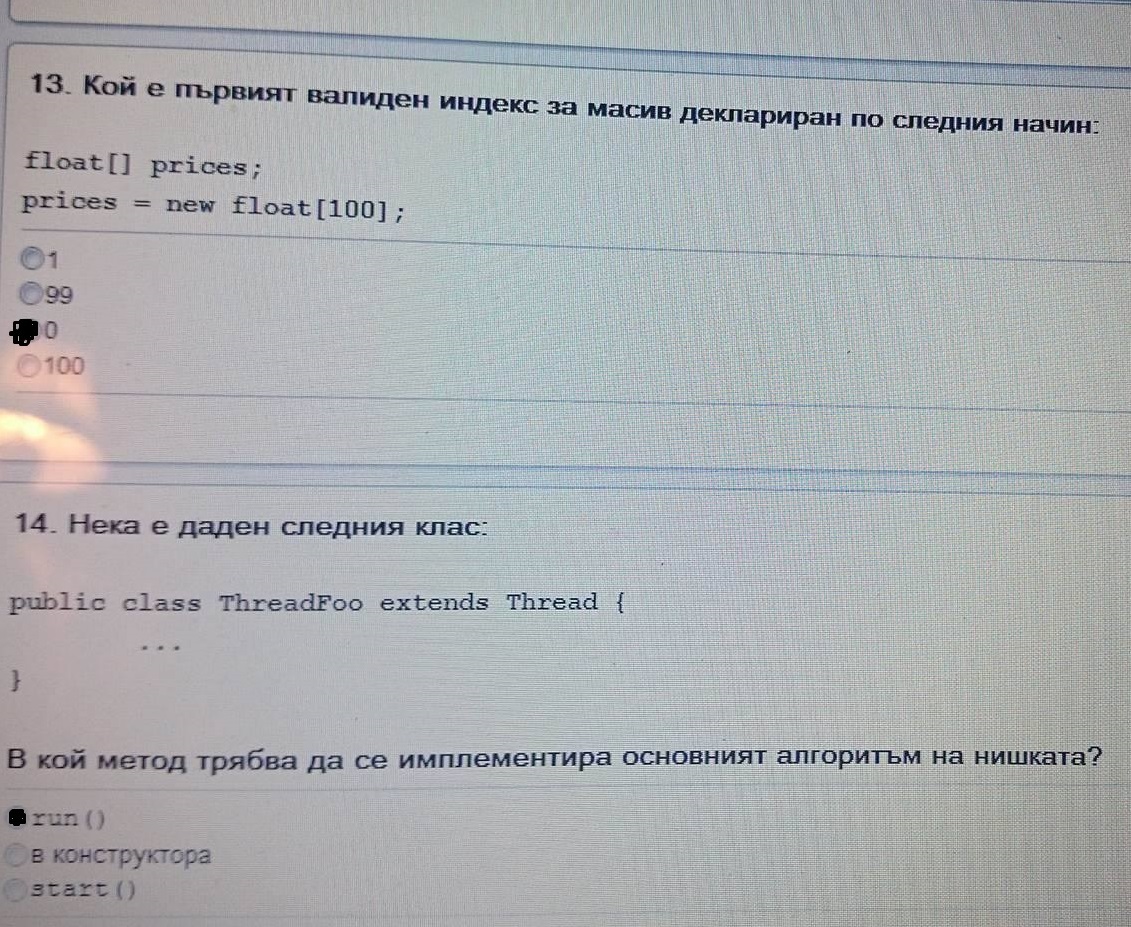 13. Кой е първият валиден индекс за масив деклариран по следния начин:
float[] prices;
prices = new float[100];
1
99
0
100
14. Нека е даден следния клас:
public class ThreadFoo extends Thread {
...
}
В кой метод трябва да се имплементира основният алгоритъм на нишката?
run()
в конструктора
start()